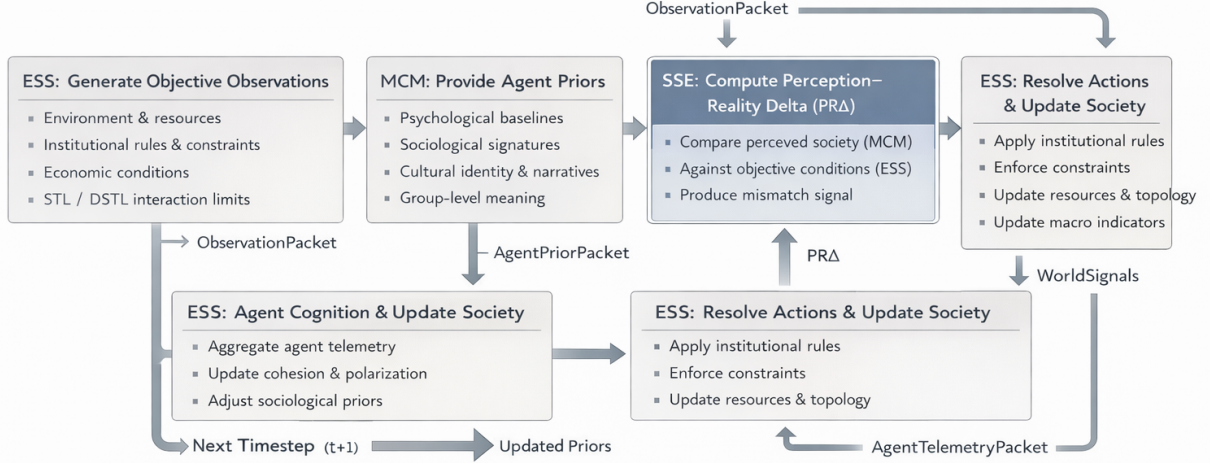 ObservationPacket
ESS: Generate Objective Observations
Environment & resources
Institutional rules & constraints
Economic conditions
STL / DSTL interaction limits
MCM: Provide Agent Priors
Psychological baselines
Sociological signatures
Cultural identity & narratives
Group-level meaning
SSE: Compute Perception–
Reality Delta (PRΔ)
Compare perceved society (MCM)
Against objective conditions (ESS)
Produce mismatch signal
ESS: Resolve Actions
& Update Society
Apply institutional rules
Enforce constraints
Update resources & topology
Update macro indicators
ObservationPacket
AgentPriorPacket
PRΔ
WorldSignals
ESS: Agent Cognition & Update Society
Aggregate agent telemetry
Update cohesion & polarization
Adjust sociological priors
ESS: Resolve Actions & Update Society
Apply institutional rules
Enforce constraints
Update resources & topology
Next Timestep (t+1)
Updated Priors
AgentTelemetryPacket